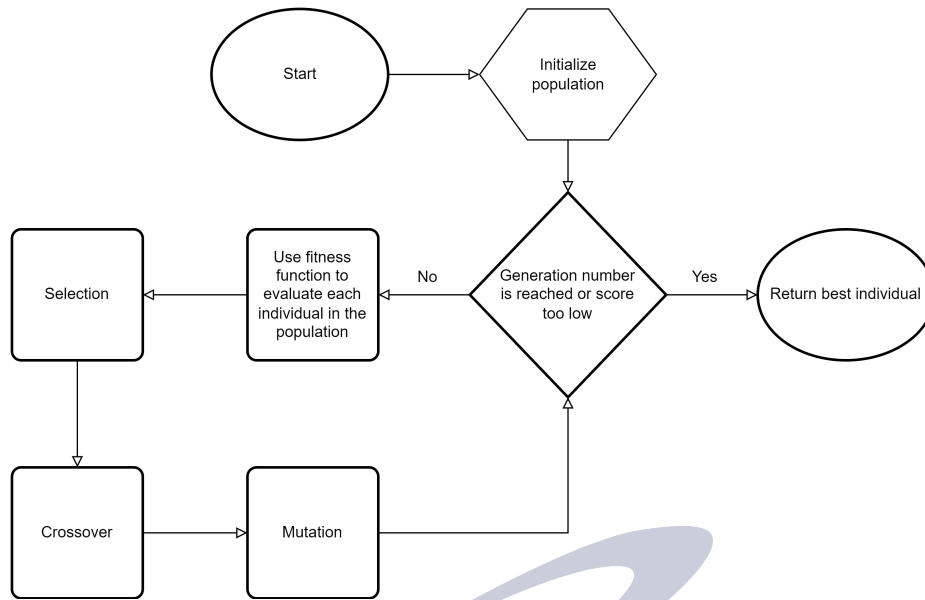 Start
Initialize
population
Generation number
is reached or score
too low
No
Yes
Return best individual
Use fitness
function to
evaluate each
individual in the
population
Selection
Crossover
Mutation